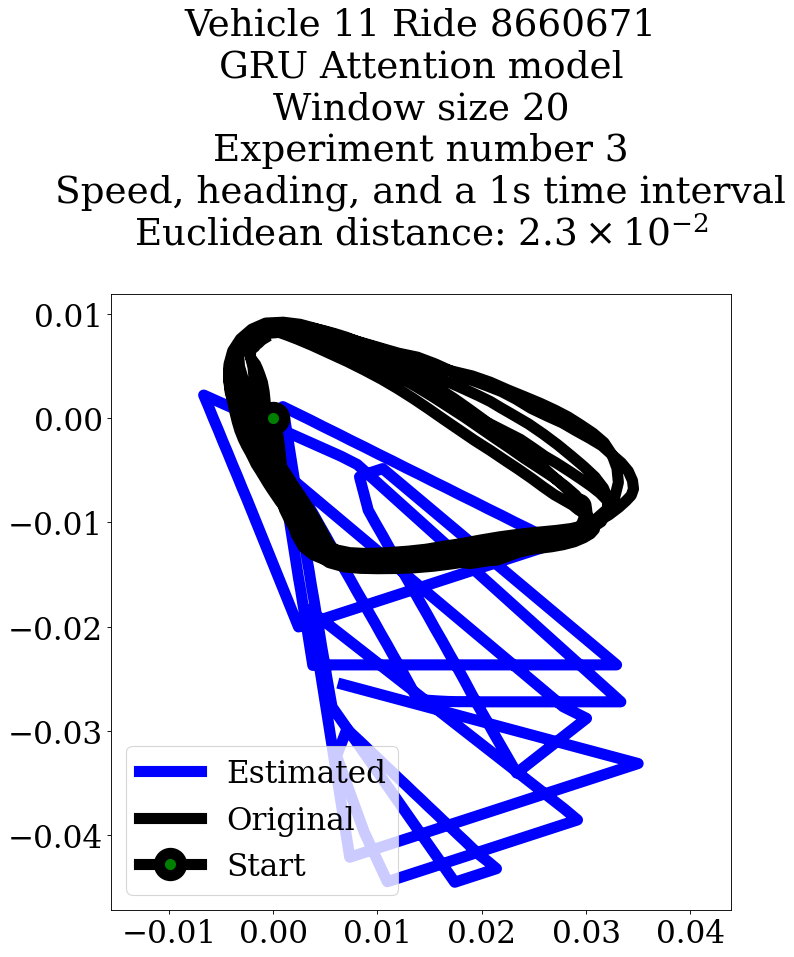 Vehicle 11 Ride 8660671
GRU Attention model
Window size 20
Experiment number 3
Speed, heading, and a 1s time interval
Euclidean distance: 2.3 × 10⁻²
0.01
0.00
−0.01
−0.02
−0.03
−0.04
Estimated
Original
Start
−0.01 0.00 0.01 0.02 0.03 0.04